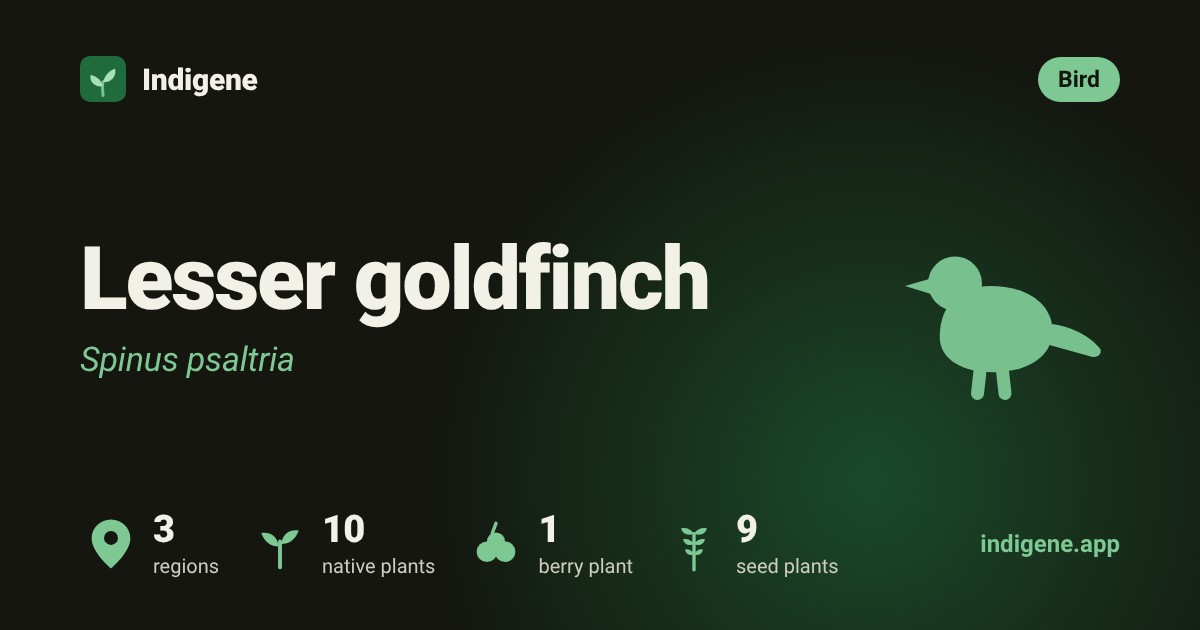 Indigene
Bird
Lesser goldfinch
Spinus psaltria
3
regions
10
native plants
1
berry plant
9
seed plants
indigene.app